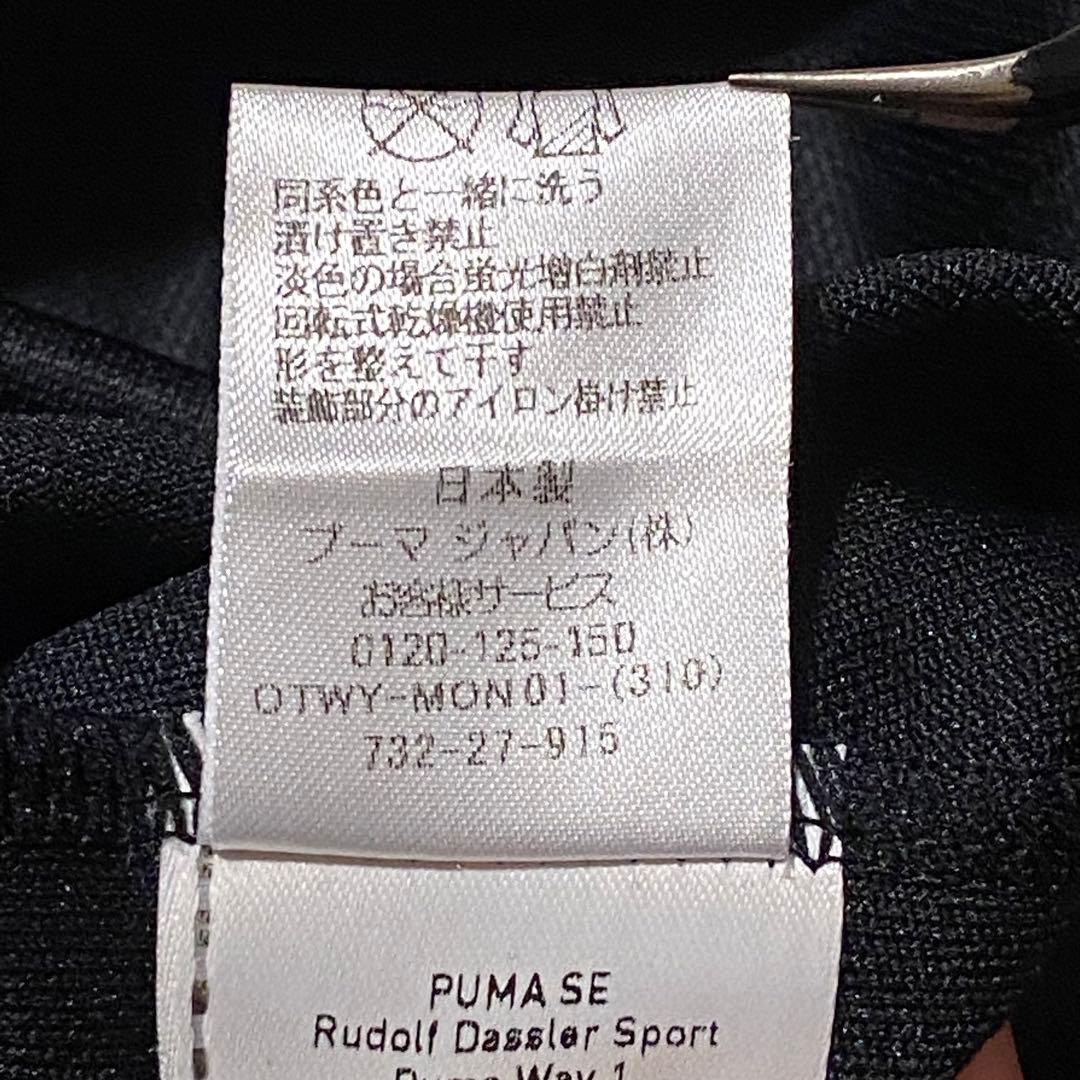 同系色と一緒に洗う
漬け置き禁止
淡色の場合蛍光増白剤禁止
回転式乾燥機使用禁止
形を整えて干す
装飾部分のアイロン掛け禁止
日本製
プーマ ジャパン(株)
お客様サービス
0120-125-150
OTWY-MON01-(310)
732-27-915
PUMA SE
Rudolf Dassler Sport
Puma Way 1